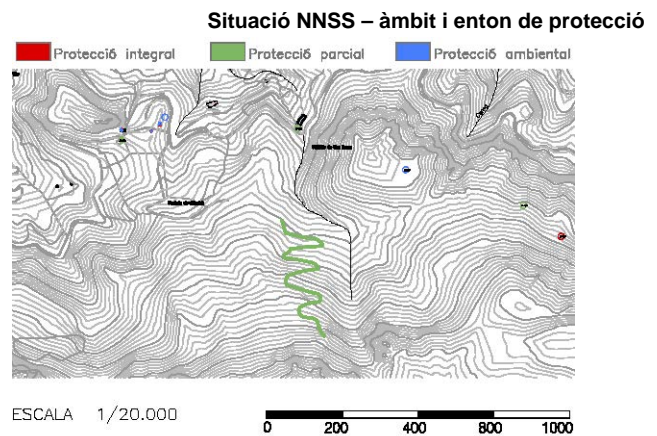 Situació NNSS – àmbit i enton de protecció
Protecció integral Protecció parcial Protecció ambiental
ESCALA 1/20.000
0 200 400 600 800 1000